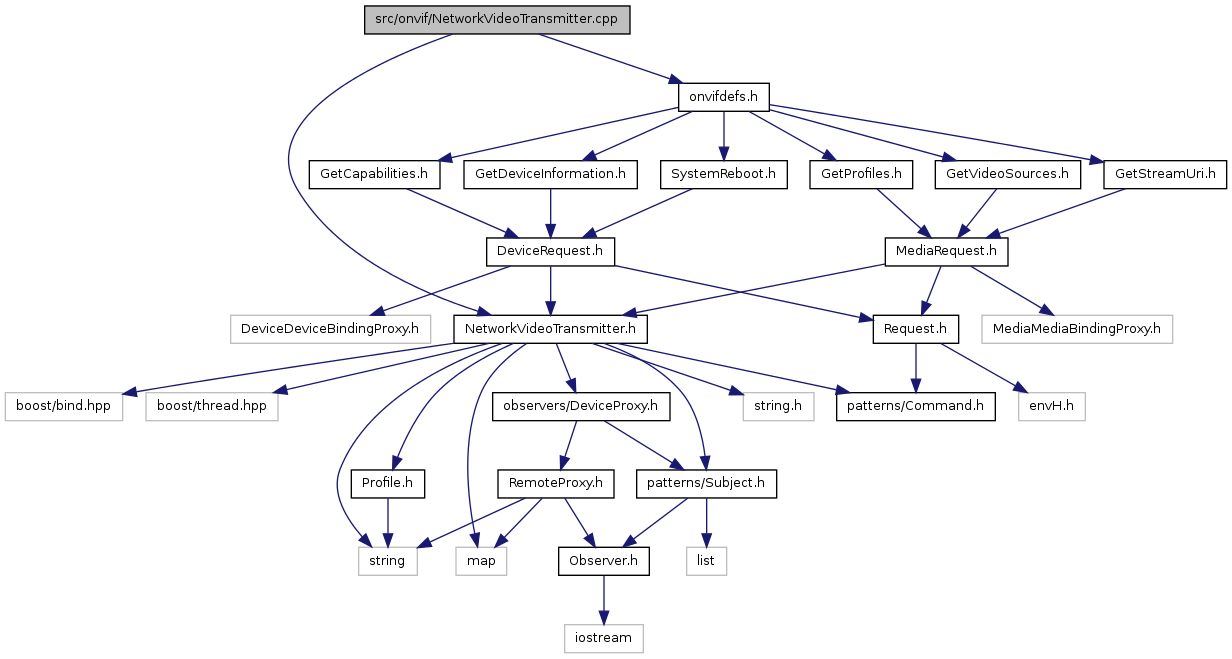 src/onvif/NetworkVideoTransmitter.cpp
onvifdefs.h
GetCapabilities.h
GetDeviceInformation.h
SystemReboot.h
GetProfiles.h
GetVideoSources.h
GetStreamUri.h
DeviceRequest.h
MediaRequest.h
DeviceDeviceBindingProxy.h
NetworkVideoTransmitter.h
Request.h
MediaMediaBindingProxy.h
boost/bind.hpp
boost/thread.hpp
observers/DeviceProxy.h
string.h
patterns/Command.h
envH.h
Profile.h
RemoteProxy.h
patterns/Subject.h
string
map
Observer.h
list
iostream